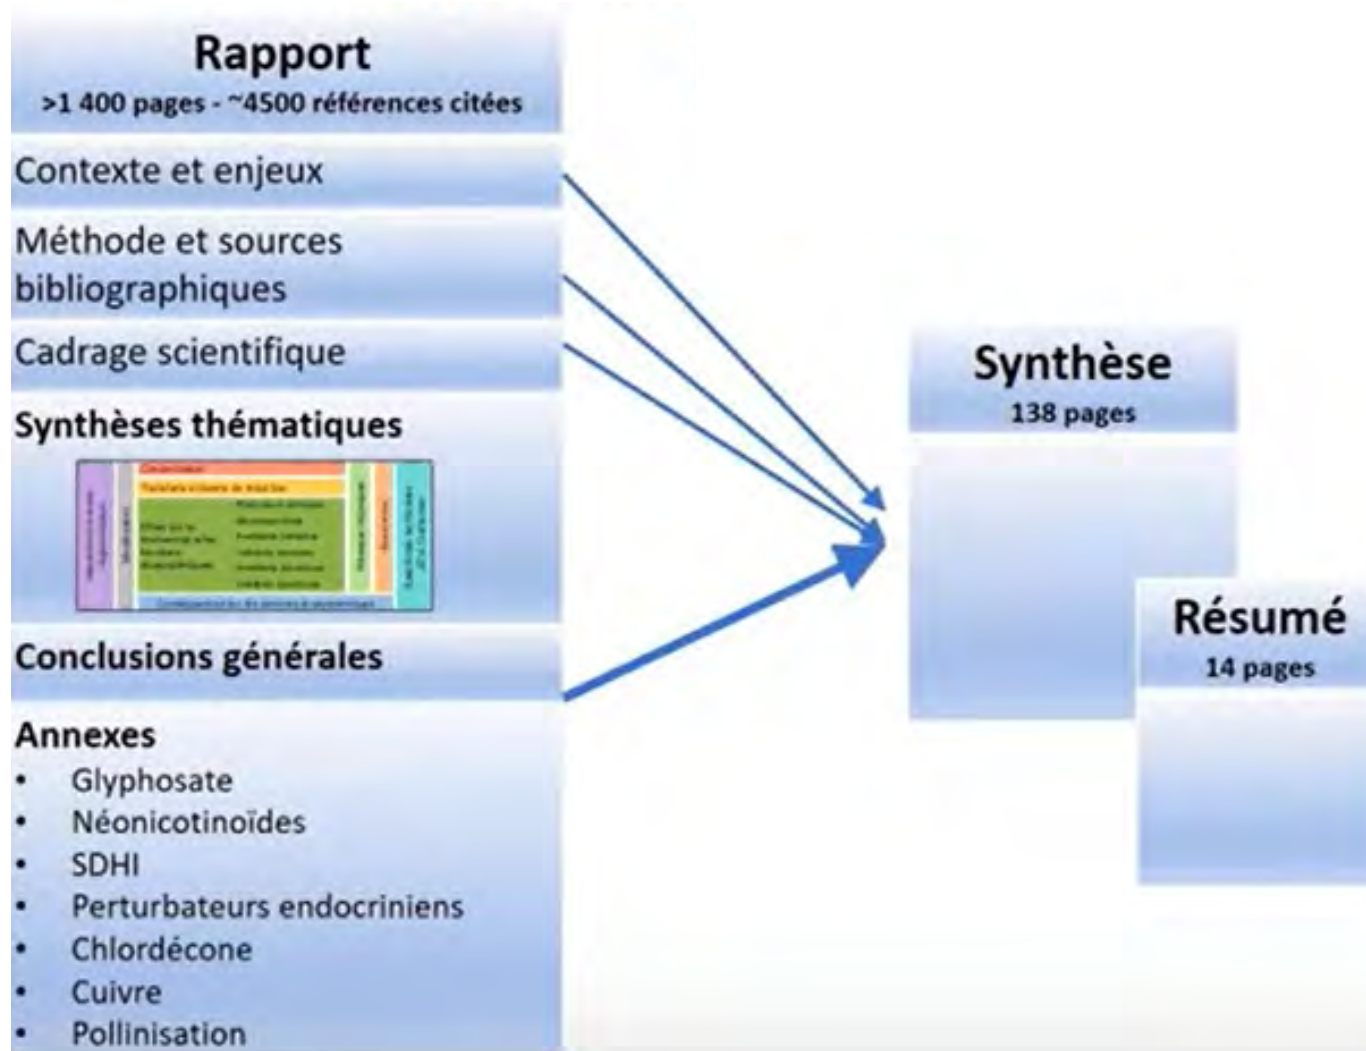 Rapport
>1 400 pages - ~4500 références citées
Contexte et enjeux
Méthode et sources
bibliographiques
Cadrage scientifique
Synthèses thématiques
Conclusions générales
Annexes
• Glyphosate
• Néonicotinoïdes
• SDHI
• Perturbateurs endocriniens
• Chlordécone
• Cuivre
• Pollinisation
Synthèse
138 pages
Résumé
14 pages